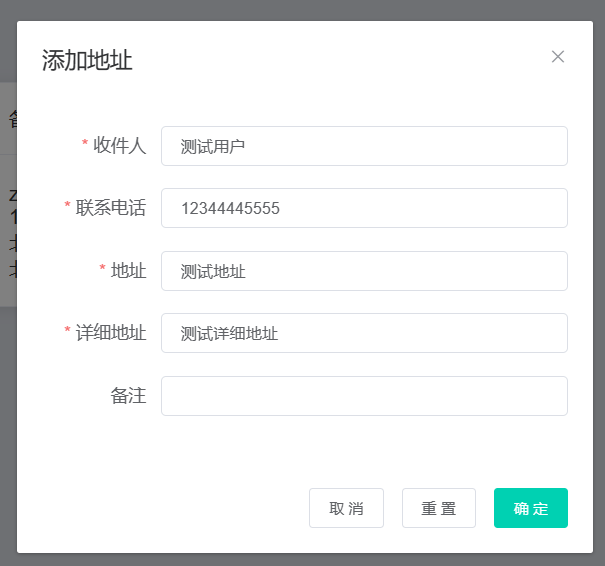 添加地址
* 收件人 测试用户
* 联系电话 12344445555
* 地址 测试地址
* 详细地址 测试详细地址
备注
取消 重置 确定